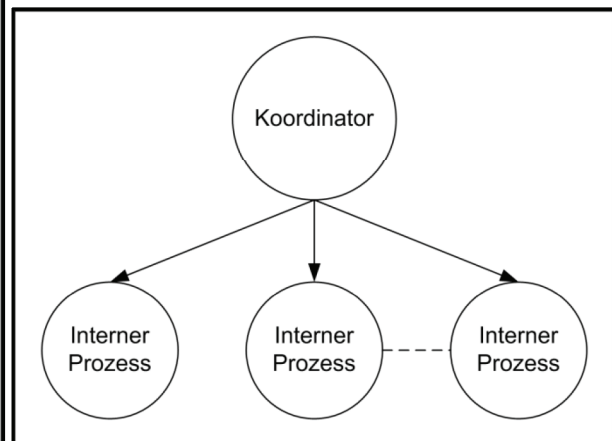 Koordinator
Interner
Prozess
Interner
Prozess
Interner
Prozess